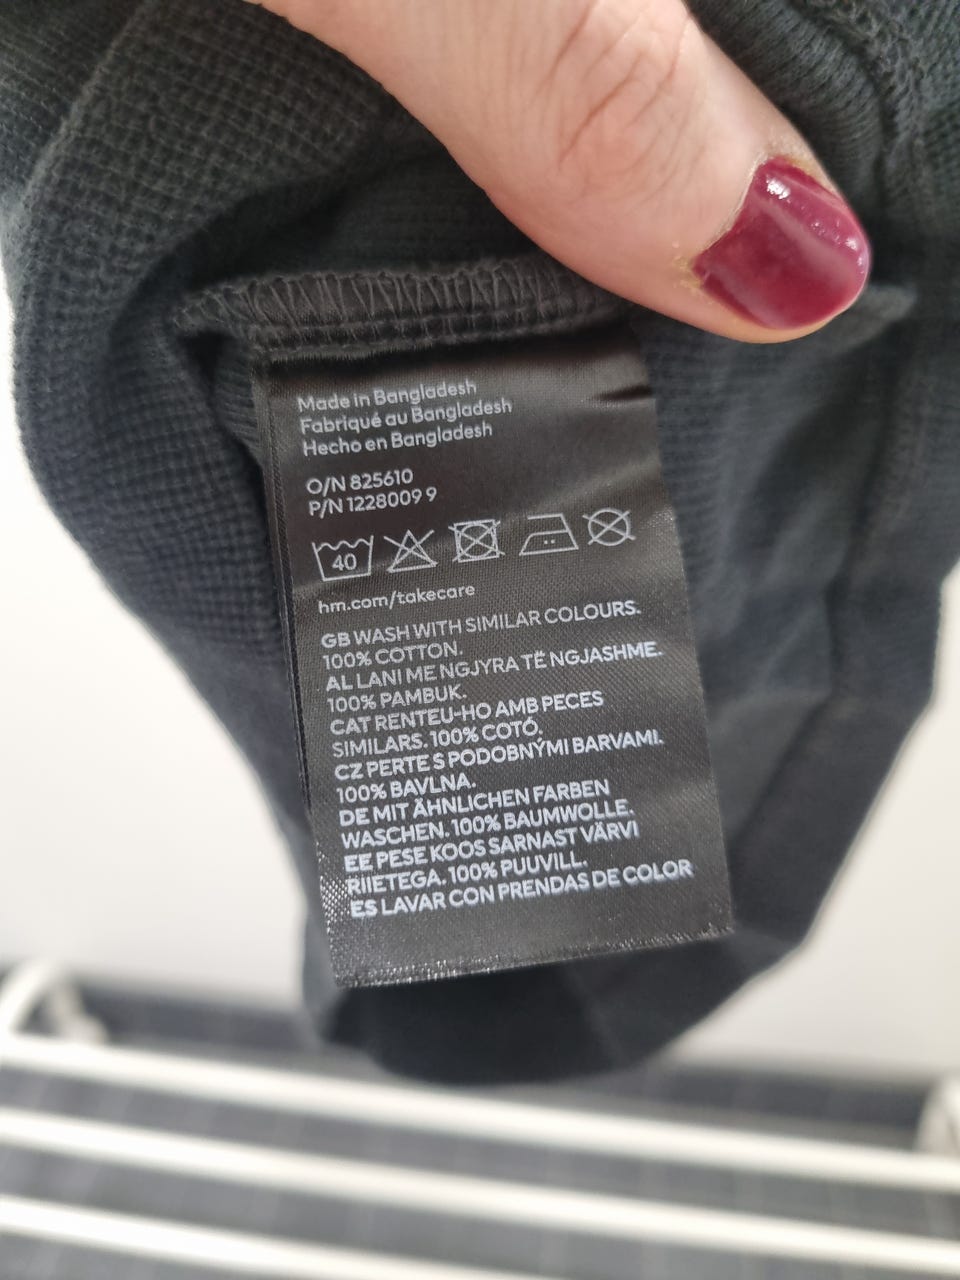 Made in Bangladesh
Fabriqué au Bangladesh
Hecho en Bangladesh
O/N 825610
P/N 1228009 9
40
hm.com/takecare
GB WASH WITH SIMILAR COLOURS.
100% COTTON.
AL LANI ME NGJYRA TË NGJASHME.
100% PAMBUK.
CAT RENTEU-HO AMB PECES
SIMILARS. 100% COTÓ.
CZ PERTE S PODOBNÝMI BARVAMI.
100% BAVLNA.
DE MIT ÄHNLICHEN FARBEN
WASCHEN. 100% BAUMWOLLE.
EE PESE KOOS SARNAST VÄRVI
RIIETEGA. 100% PUUVILL.
ES LAVAR CON PRENDAS DE COLOR